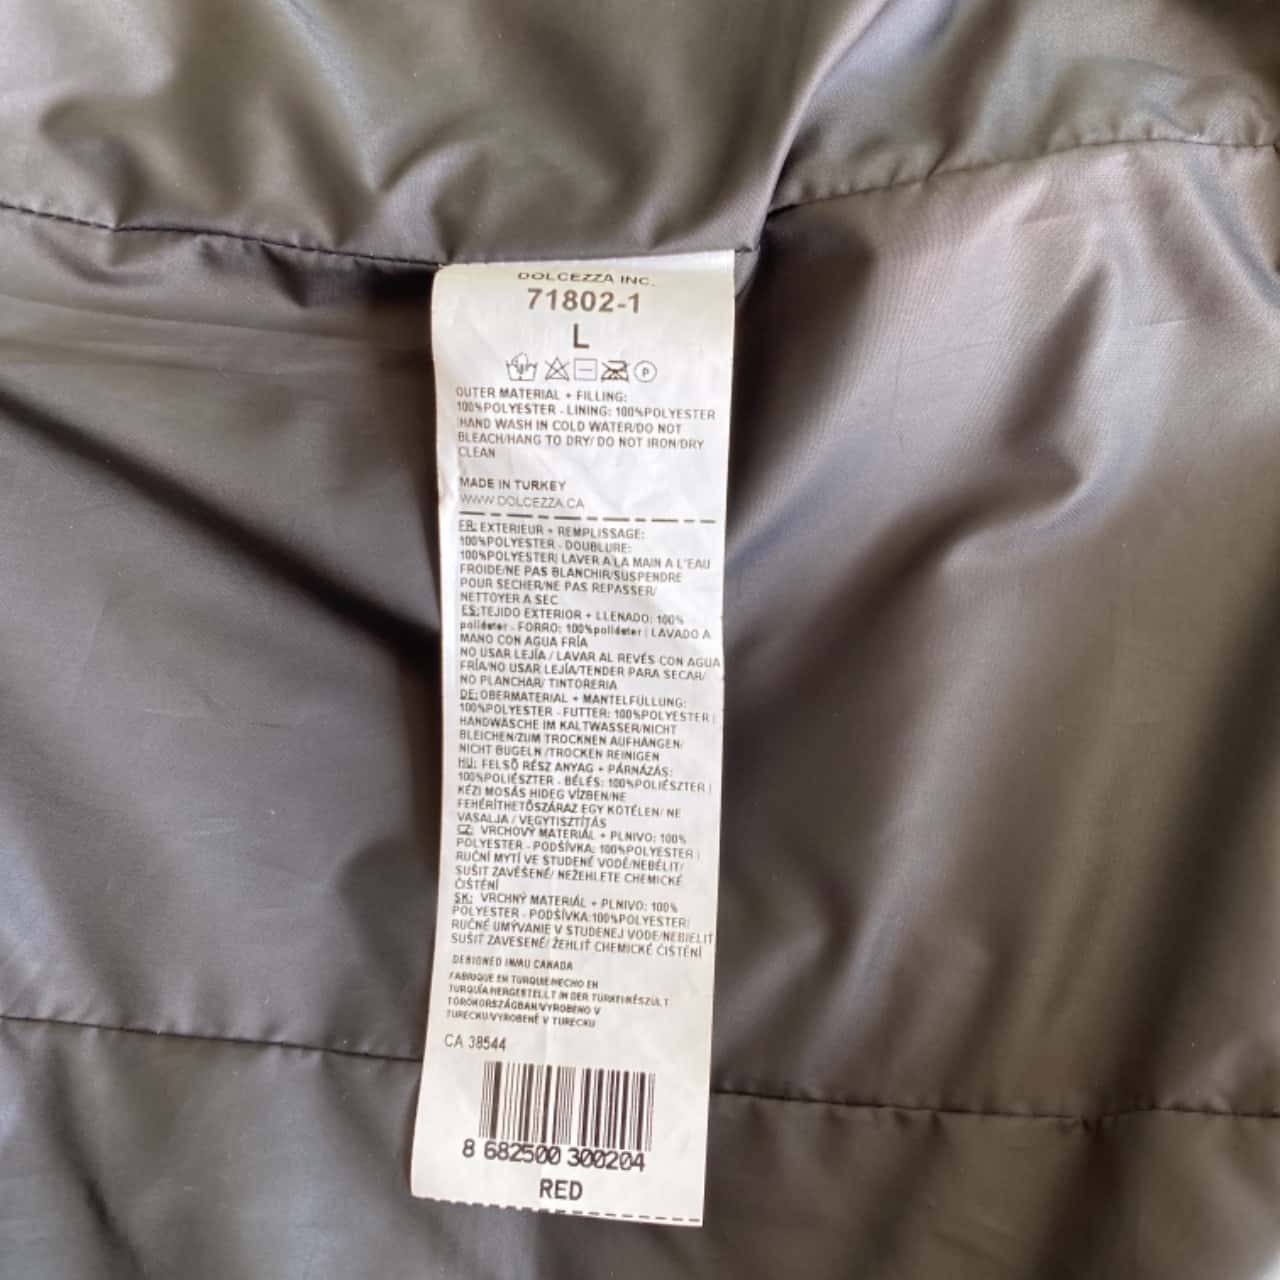 DOLCEZZA INC.
71802-1
L
P
OUTER MATERIAL + FILLING:
100%POLYESTER - LINING: 100%POLYESTER
HAND WASH IN COLD WATER/DO NOT
BLEACH/HANG TO DRY/ DO NOT IRON/DRY
CLEAN
MADE IN TURKEY
WWW.DOLCEZZA.CA
FR: EXTERIEUR + REMPLISSAGE:
100%POLYESTER - DOUBLURE:
100%POLYESTER| LAVER A LA MAIN A L'EAU
FROIDE/NE PAS BLANCHIR/SUSPENDRE
POUR SECHER/NE PAS REPASSER/
NETTOYER A SEC
ES:TEJIDO EXTERIOR + LLENADO: 100%
poliéster - FORRO: 100%poliéster | LAVADO A
MANO CON AGUA FRÍA
NO USAR LEJÍA / LAVAR AL REVÉS CON AGUA
FRÍA/NO USAR LEJÍA/TENDER PARA SECAR/
NO PLANCHAR/ TINTORERIA
DE:OBERMATERIAL + MANTELFÜLLUNG:
100%POLYESTER - FUTTER: 100%POLYESTER |
HANDWÄSCHE IM KALTWASSER/NICHT
BLEICHEN/ZUM TROCKNEN AUFHÄNGEN/
NICHT BUGELN /TROCKEN REINIGEN
HU: FELSÕ RÉSZ ANYAG + PÁRNÁZÁS:
100%POLIÉSZTER - BÉLÉS: 100%POLIÉSZTER |
KÉZI MOSÁS HIDEG VÍZBEN/NE
FEHÉRÍTHETÕSZÁRAZ EGY KÖTÉLEN/ NE
VASALJA / VEGYTISZTÍTÁS
CZ: VRCHOVÝ MATERIÁL + PLNIVO: 100%
POLYESTER - PODŠÍVKA: 100%POLYESTER |
RUČNÍ MYTÍ VE STUDENÉ VODĚ/NEBĚLIT/
SUŠIT ZAVĚŠENÉ/ NEŽEHLETE CHEMICKÉ
ČIŠTĚNÍ
SK: VRCHNÝ MATERIÁL + PLNIVO: 100%
POLYESTER - PODŠÍVKA:100%POLYESTER|
RUČNÉ UMÝVANIE V STUDENEJ VODE/NEBIELIŤ
SUŠIŤ ZAVESENÉ/ ŽEHLIŤ CHEMICKÉ ČISTENÍ
DESIGNED IN/AU CANADA
FABRIQUE EN TURQUIE/HECHO EN
TURQUÍA/HERGESTELLT IN DER TÜRKEI/KÉSZÜLT
TÖRÖKORSZÁGBAN/VYROBENO V
TURECKU/VYROBENÉ V TURECKU
CA 38544
8 682500 300204
RED